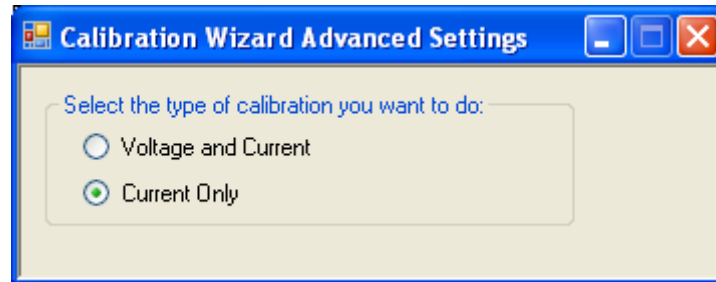 Calibration Wizard Advanced Settings
Select the type of calibration you want to do:
Voltage and Current
Current Only